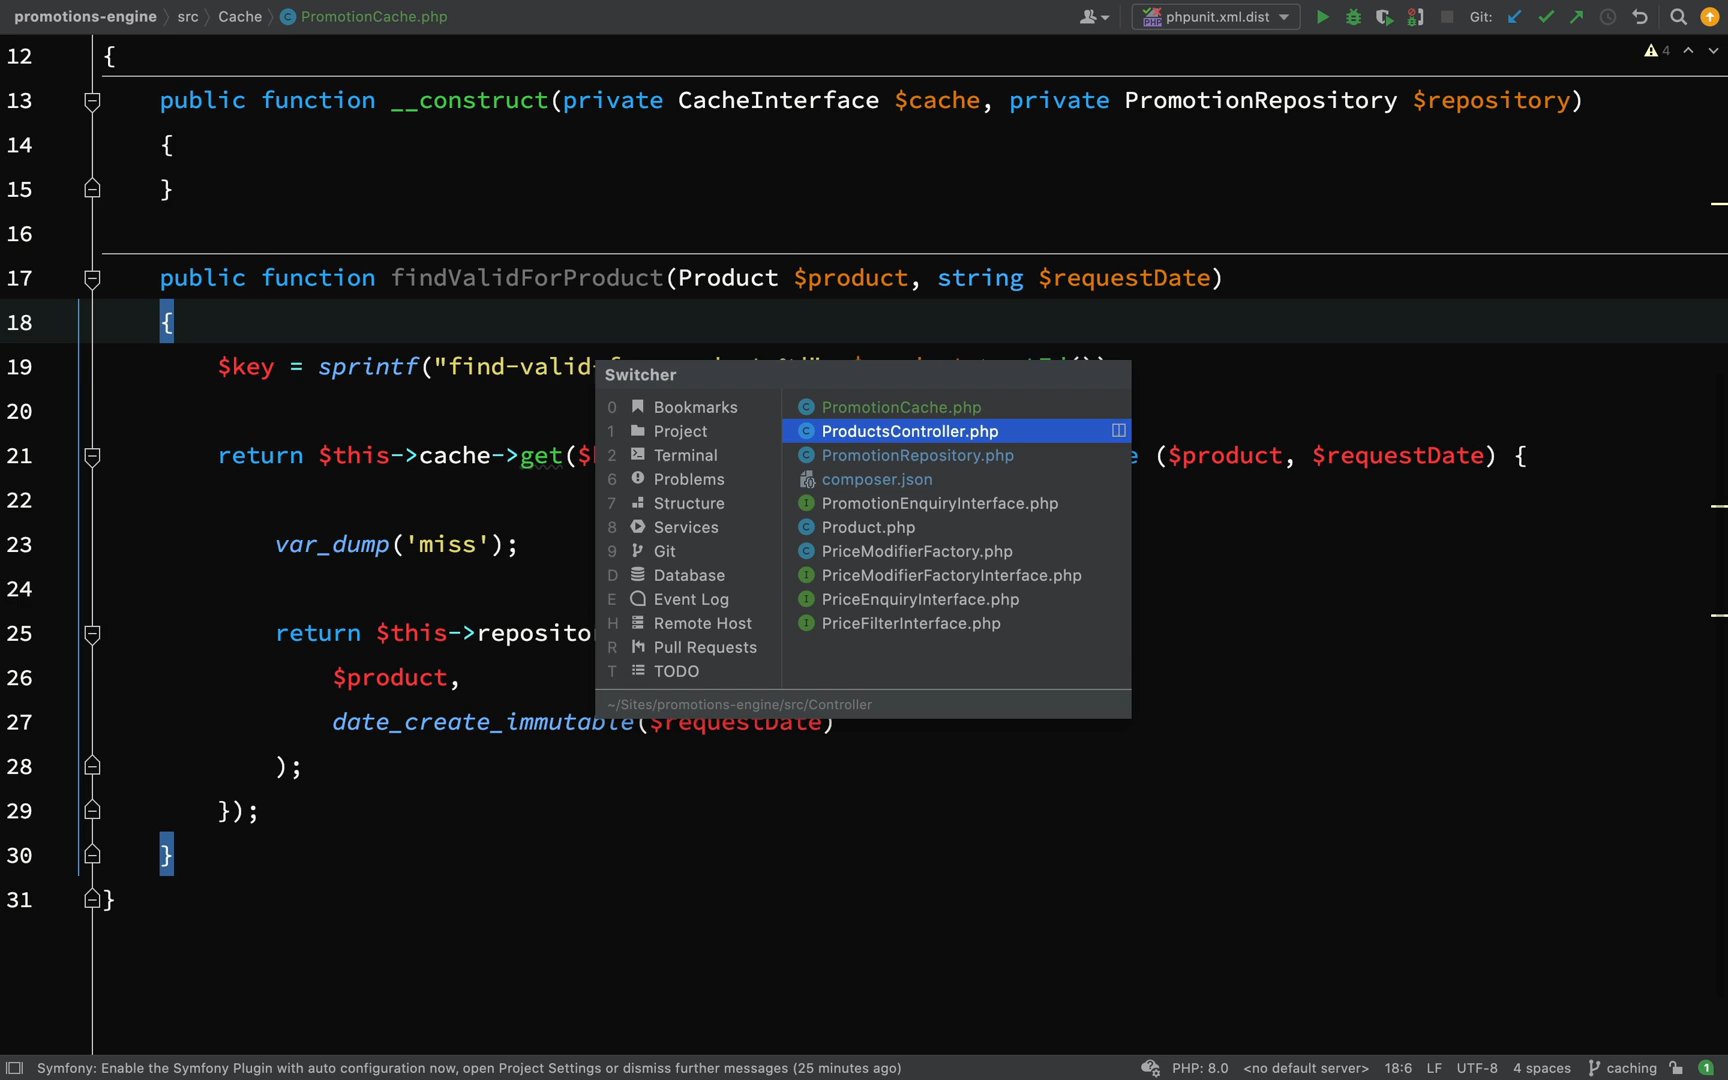 promotions-engine src Cache PromotionCache.php phpunit.xml.dist Git:
12 {
4
13 public function __construct(private CacheInterface $cache, private PromotionRepository $repository)
14 {
15 }
16
17 public function findValidForProduct(Product $product, string $requestDate)
18 {
19 $key = sprintf("find-valid-
20
21 return $this->cache->get($ ($product, $requestDate) {
22
23 var_dump('miss');
24
25 return $this->
26 $product,
27 date_create_immutable($requestDate)
28 );
29 });
30 }
31 }
Switcher
0 Bookmarks
1 Project
2 Terminal
6 Problems
7 Structure
8 Services
9 Git
D Database
E Event Log
H Remote Host
R Pull Requests
T TODO
PromotionCache.php
ProductsController.php
PromotionRepository.php
composer.json
PromotionEnquiryInterface.php
Product.php
PriceModifierFactory.php
PriceModifierFactoryInterface.php
PriceEnquiryInterface.php
PriceFilterInterface.php
~/Sites/promotions-engine/src/Controller
Symfony: Enable the Symfony Plugin with auto configuration now, open Project Settings or dismiss further messages (25 minutes ago) PHP: 8.0 <no default server> 18:6 LF UTF-8 4 spaces caching 1